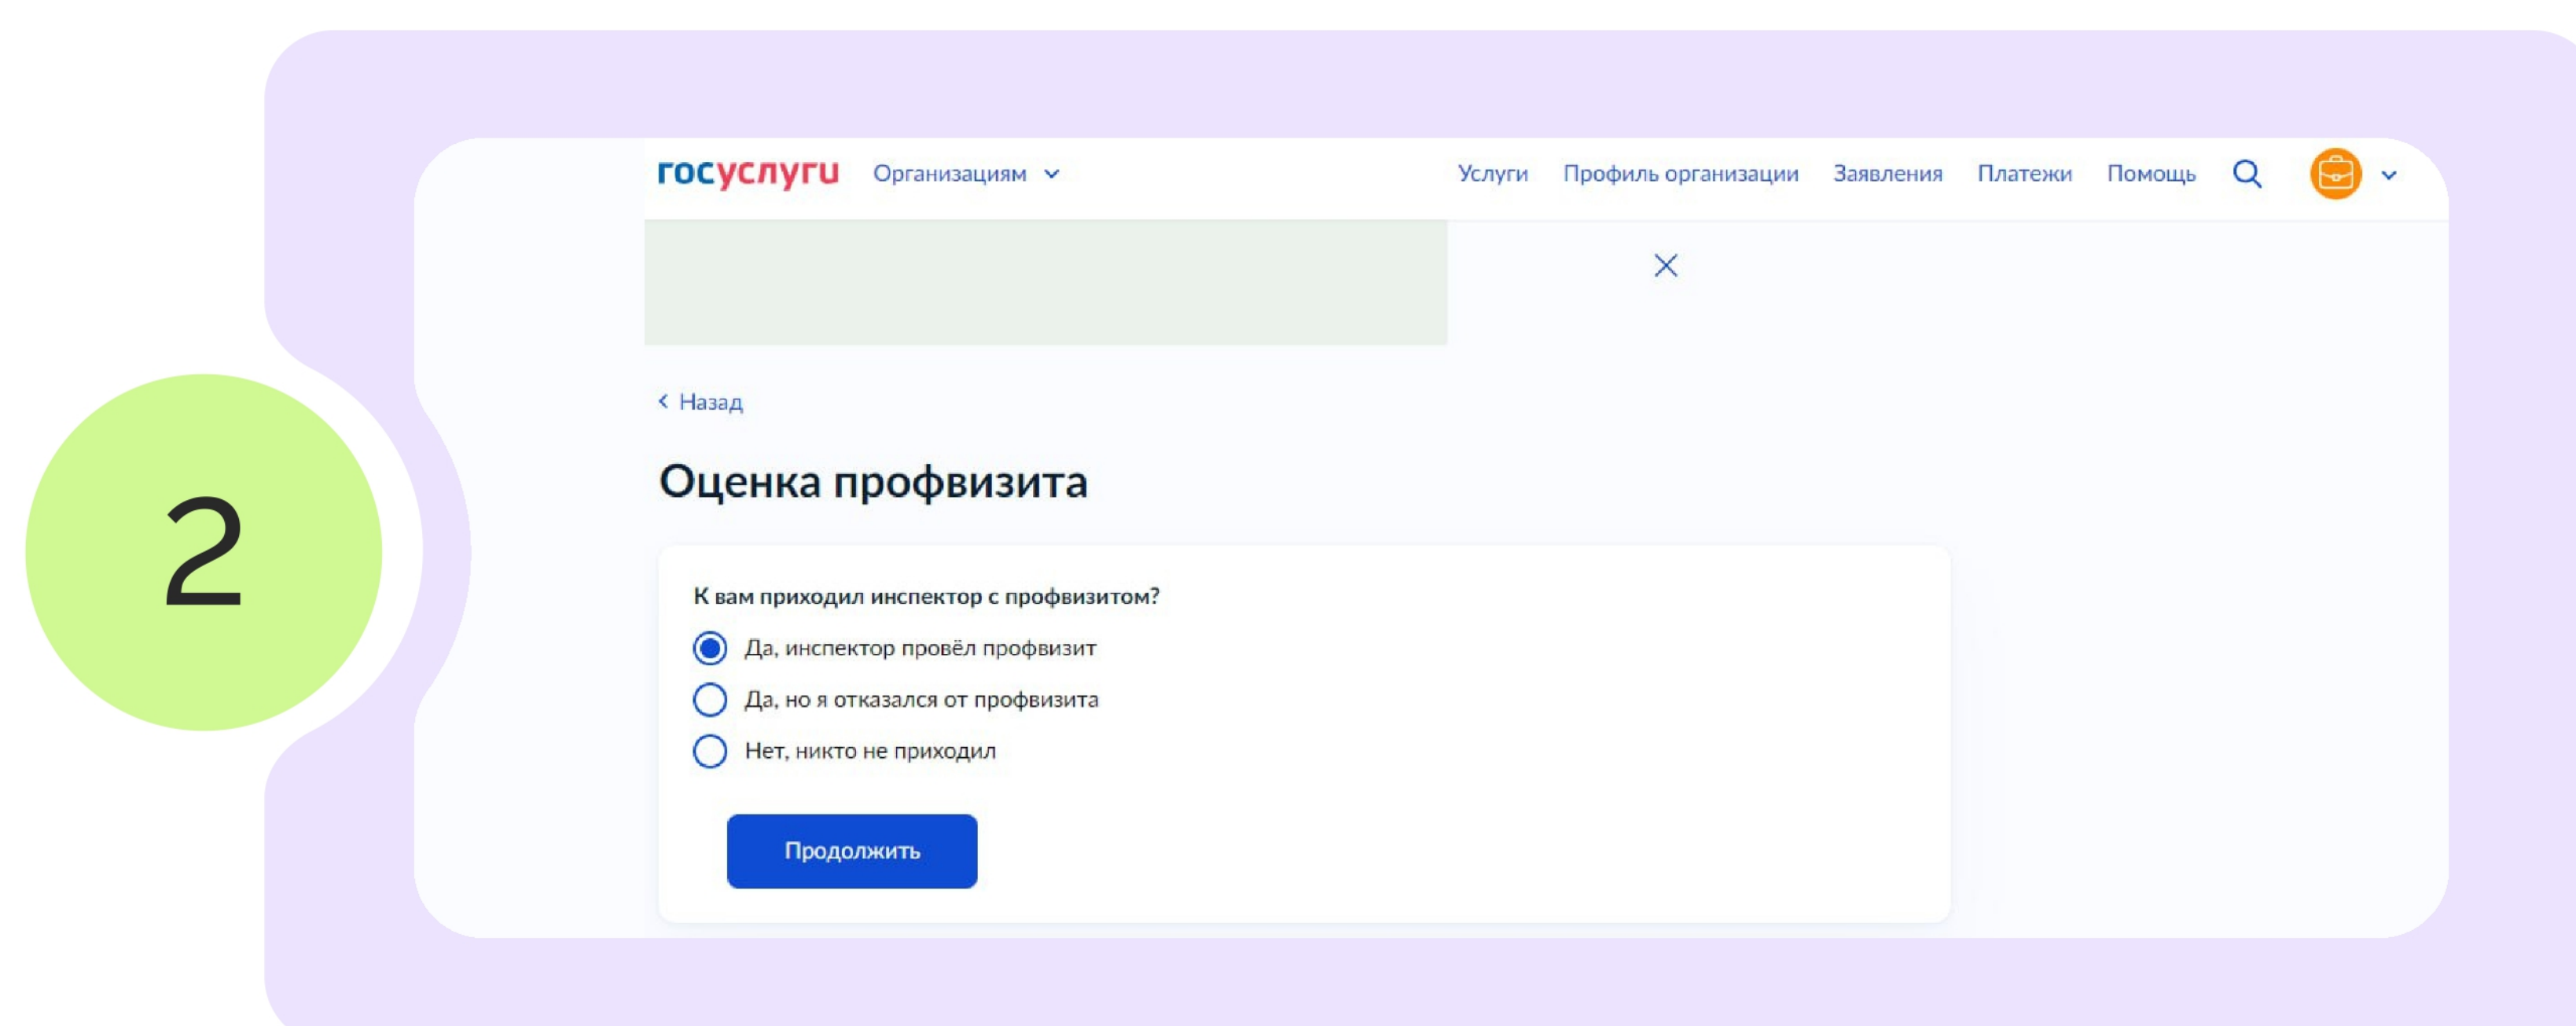 госуслуги Организациям Услуги Профиль организации Заявления Платежи Помощь
< Назад
Оценка профвизита
2
К вам приходил инспектор с профвизитом?
Да, инспектор провёл профвизит
Да, но я отказался от профвизита
Нет, никто не приходил
Продолжить